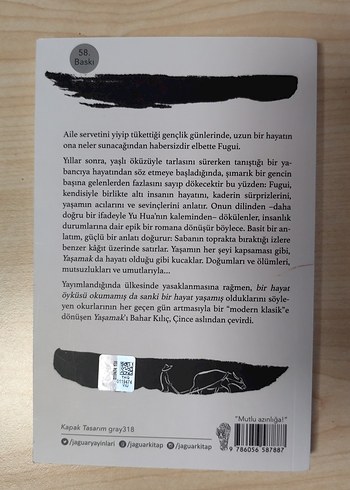 58.
Baskı
Aile servetini yiyip tükettiği gençlik günlerinde, uzun bir hayatın
ona neler sunacağından habersizdir elbette Fugui.
Yıllar sonra, yaşlı öküzüyle tarlasını sürerken tanıştığı bir ya-
bancıya hayatından söz etmeye başladığında, şımarık bir gencin
başına gelenlerden fazlasını sayıp dökecektir bu yüzden: Fugui,
kendisiyle birlikte altı insanın hayatını, kaderin sürprizlerini,
yaşamın acılarını ve sevinçlerini anlatır. Onun dilinden –daha
doğru bir ifadeyle Yu Hua'nın kaleminden– dökülenler, insanlık
durumlarına dair epik bir romana dönüşür böylece. Basit bir an-
latım, güçlü bir anlatı doğurur: Sabanın toprakta bıraktığı izlere
benzer kâğıt üzerinde satırlar. Yaşamın her şeyi kapsaması gibi,
Yaşamak da hayatı olduğu gibi kucaklar. Doğumları ve ölümleri,
mutsuzlukları ve umutlarıyla...
Yayımlandığında ülkesinde yasaklanmasına rağmen, bir hayat
öyküsü okumamış da sanki bir hayat yaşamış olduklarını söyle-
yen okurlarının her geçen gün artmasıyla bir "modern klasik"e
dönüşen Yaşamak'ı Bahar Kılıç, Çince aslından çevirdi.
"Mutlu azınlığa!"
Kapak Tasarım gray318
/jaguaryayinlari /jaguarkitap /jaguarkitap
9 786056 587887